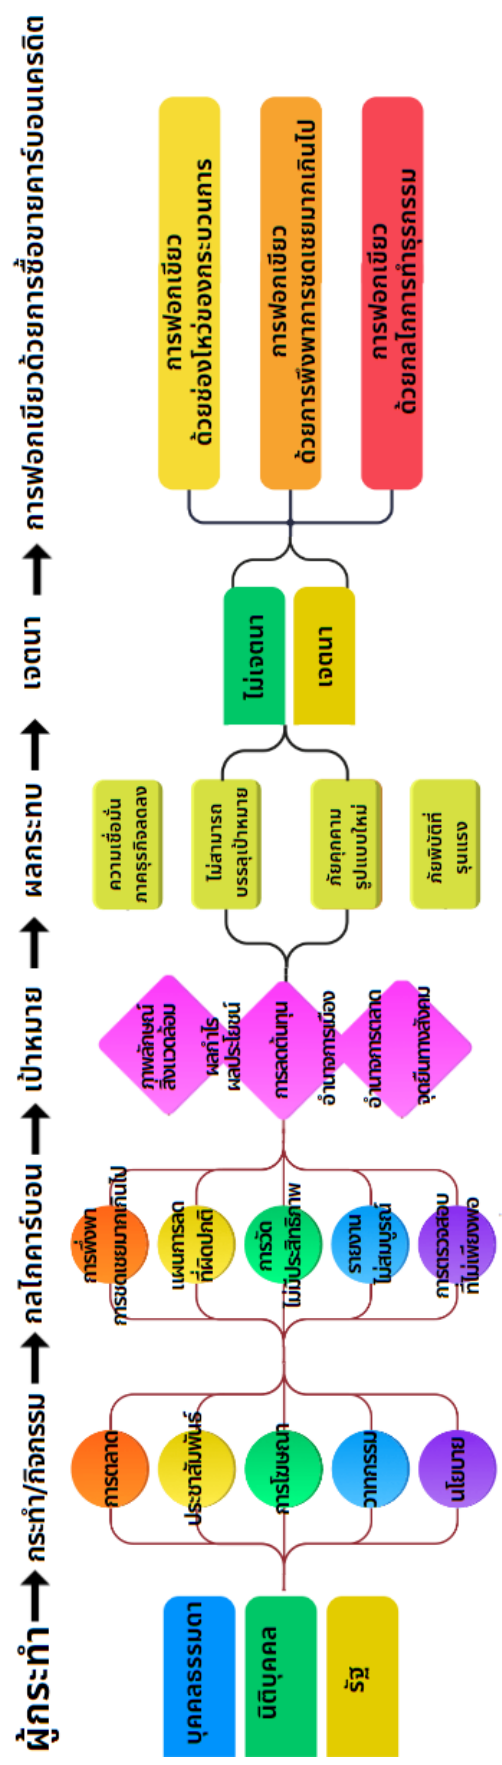 ผู้กระทำ
กระทำ/กิจกรรม
กลไกคาร์บอน
เป้าหมาย
ผลกระทบ
เจตนา
การฟอกเขียวด้วยการซื้อขายคาร์บอนเครดิต
บุคคลธรรมดา
นิติบุคคล
รัฐ
การตลาด
ประชาสัมพันธ์
การโฆษณา
วาทกรรม
นโยบาย
การพึ่งพา
การชดเชยมากเกินไป
แผนการลด
ที่ผิดปกติ
การวัด
ไม่มีประสิทธิภาพ
รายงาน
ไม่สมบูรณ์
การตรวจสอบ
ที่ไม่เพียงพอ
ภาพลักษณ์
สิ่งแวดล้อม
ผลกำไร
ผลประโยชน์
การลดต้นทุน
อำนาจการเมือง
อำนาจการตลาด
จุดยืนทางสังคม
ความเชื่อมั่น
ภาคธุรกิจลดลง
ไม่สามารถ
บรรลุเป้าหมาย
ภัยคุกคาม
รูปแบบใหม่
ภัยพิบัติที่
รุนแรง
ไม่เจตนา
เจตนา
การฟอกเขียว
ด้วยช่องโหว่ของกระบวนการ
การฟอกเขียว
ด้วยการพึ่งพาการชดเชยมากเกินไป
การฟอกเขียว
ด้วยกลไกการทำธุรกรรม